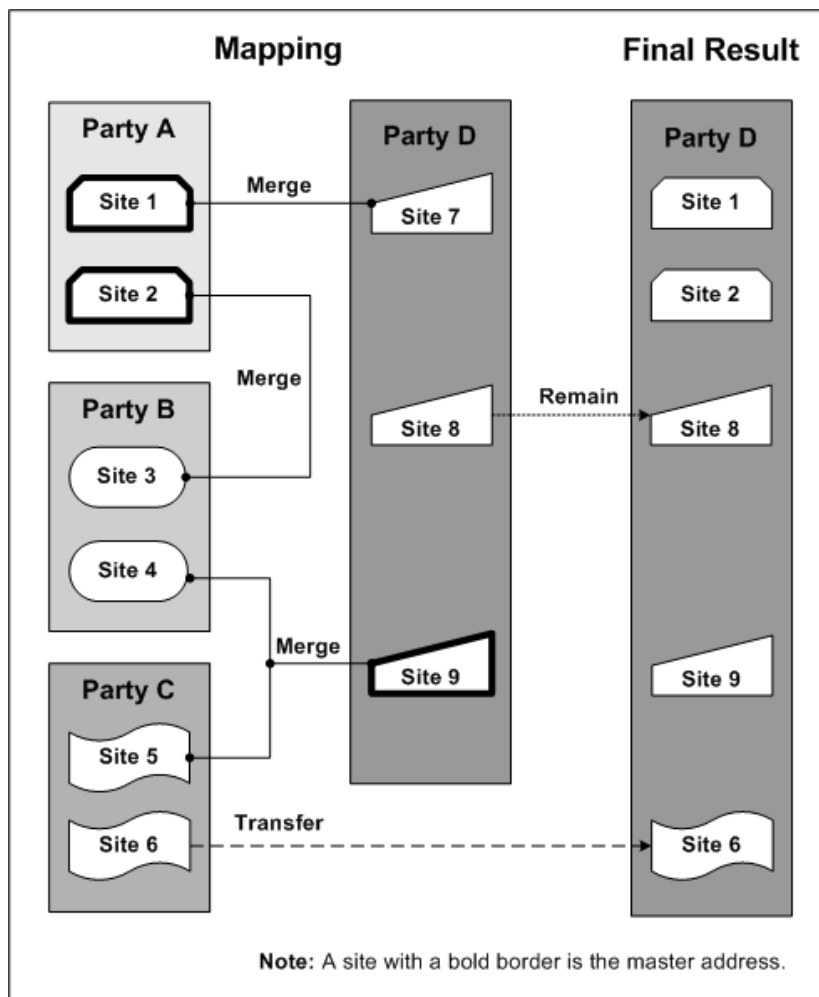 Mapping
Final Result
Party A
Site 1
Site 2
Merge
Merge
Party B
Site 3
Site 4
Merge
Party C
Site 5
Site 6
Transfer
Party D
Site 7
Site 8
Remain
Site 9
Party D
Site 1
Site 2
Site 8
Site 9
Site 6
Note: A site with a bold border is the master address.